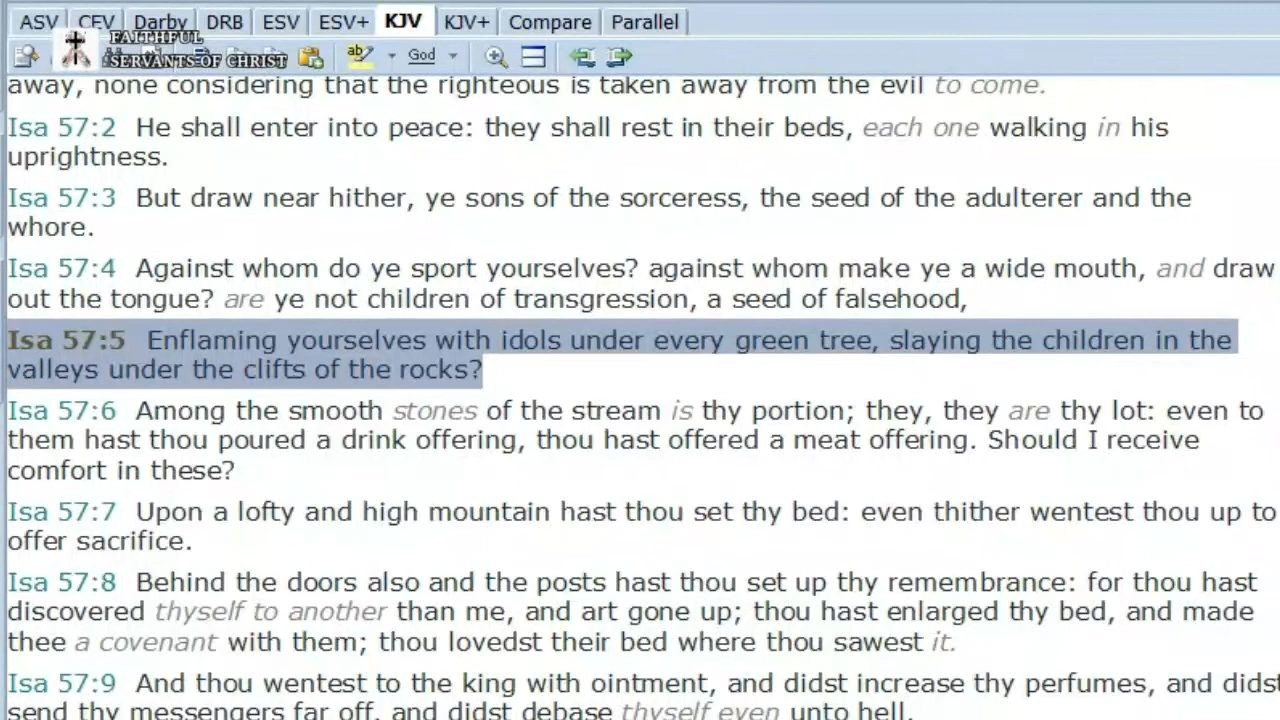 ASV CEV Darby DRB ESV ESV+ KJV KJV+ Compare Parallel
FAITHFUL
SERVANTS OF CHRIST
ab God
away, none considering that the righteous is taken away from the evil to come.
Isa 57:2 He shall enter into peace: they shall rest in their beds, each one walking in his
uprightness.
Isa 57:3 But draw near hither, ye sons of the sorceress, the seed of the adulterer and the
whore.
Isa 57:4 Against whom do ye sport yourselves? against whom make ye a wide mouth, and draw
out the tongue? are ye not children of transgression, a seed of falsehood,
Isa 57:5 Enflaming yourselves with idols under every green tree, slaying the children in the
valleys under the clifts of the rocks?
Isa 57:6 Among the smooth stones of the stream is thy portion; they, they are thy lot: even to
them hast thou poured a drink offering, thou hast offered a meat offering. Should I receive
comfort in these?
Isa 57:7 Upon a lofty and high mountain hast thou set thy bed: even thither wentest thou up to
offer sacrifice.
Isa 57:8 Behind the doors also and the posts hast thou set up thy remembrance: for thou hast
discovered thyself to another than me, and art gone up; thou hast enlarged thy bed, and made
thee a covenant with them; thou lovedst their bed where thou sawest it.
Isa 57:9 And thou wentest to the king with ointment, and didst increase thy perfumes, and didst
send thy messengers far off, and didst debase thyself even unto hell.